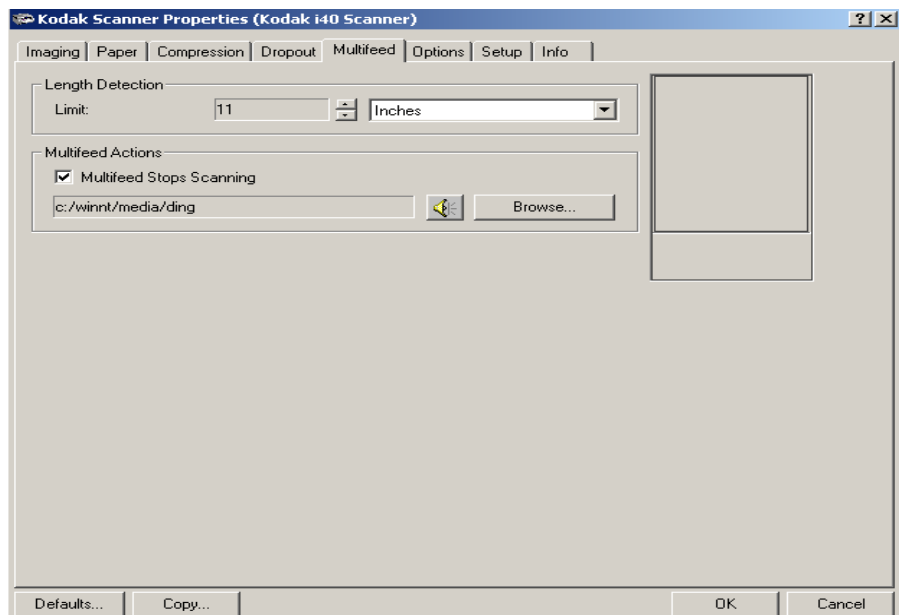 Kodak Scanner Properties (Kodak i40 Scanner)
Imaging Paper Compression Dropout Multifeed Options Setup Info
Length Detection
Limit: 11 Inches
Multifeed Actions
Multifeed Stops Scanning
c:/winnt/media/ding Browse...
Defaults... Copy... OK Cancel